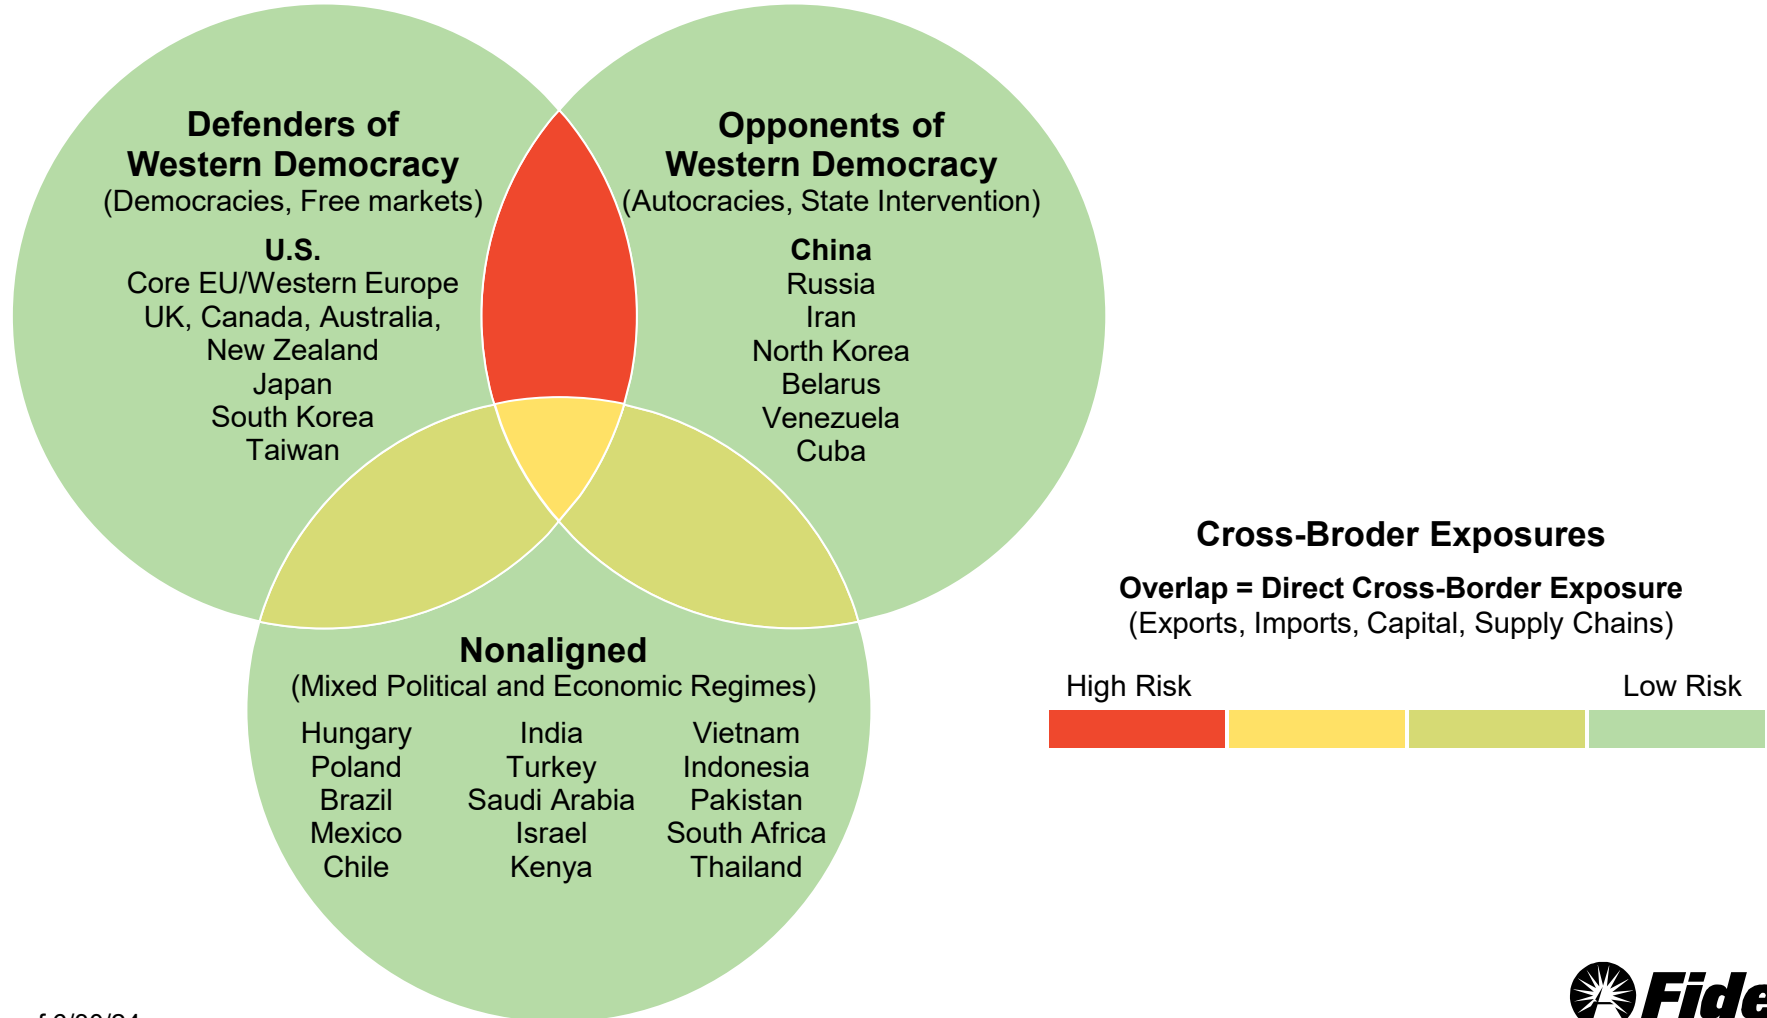 Defenders of
Western Democracy
(Democracies, Free markets)
U.S.
Core EU/Western Europe
UK, Canada, Australia,
New Zealand
Japan
South Korea
Taiwan
Opponents of
Western Democracy
(Autocracies, State Intervention)
China
Russia
Iran
North Korea
Belarus
Venezuela
Cuba
Nonaligned
(Mixed Political and Economic Regimes)
Hungary India Vietnam
Poland Turkey Indonesia
Brazil Saudi Arabia Pakistan
Mexico Israel South Africa
Chile Kenya Thailand
Cross-Broder Exposures
Overlap = Direct Cross-Border Exposure
(Exports, Imports, Capital, Supply Chains)
High Risk Low Risk
Fide